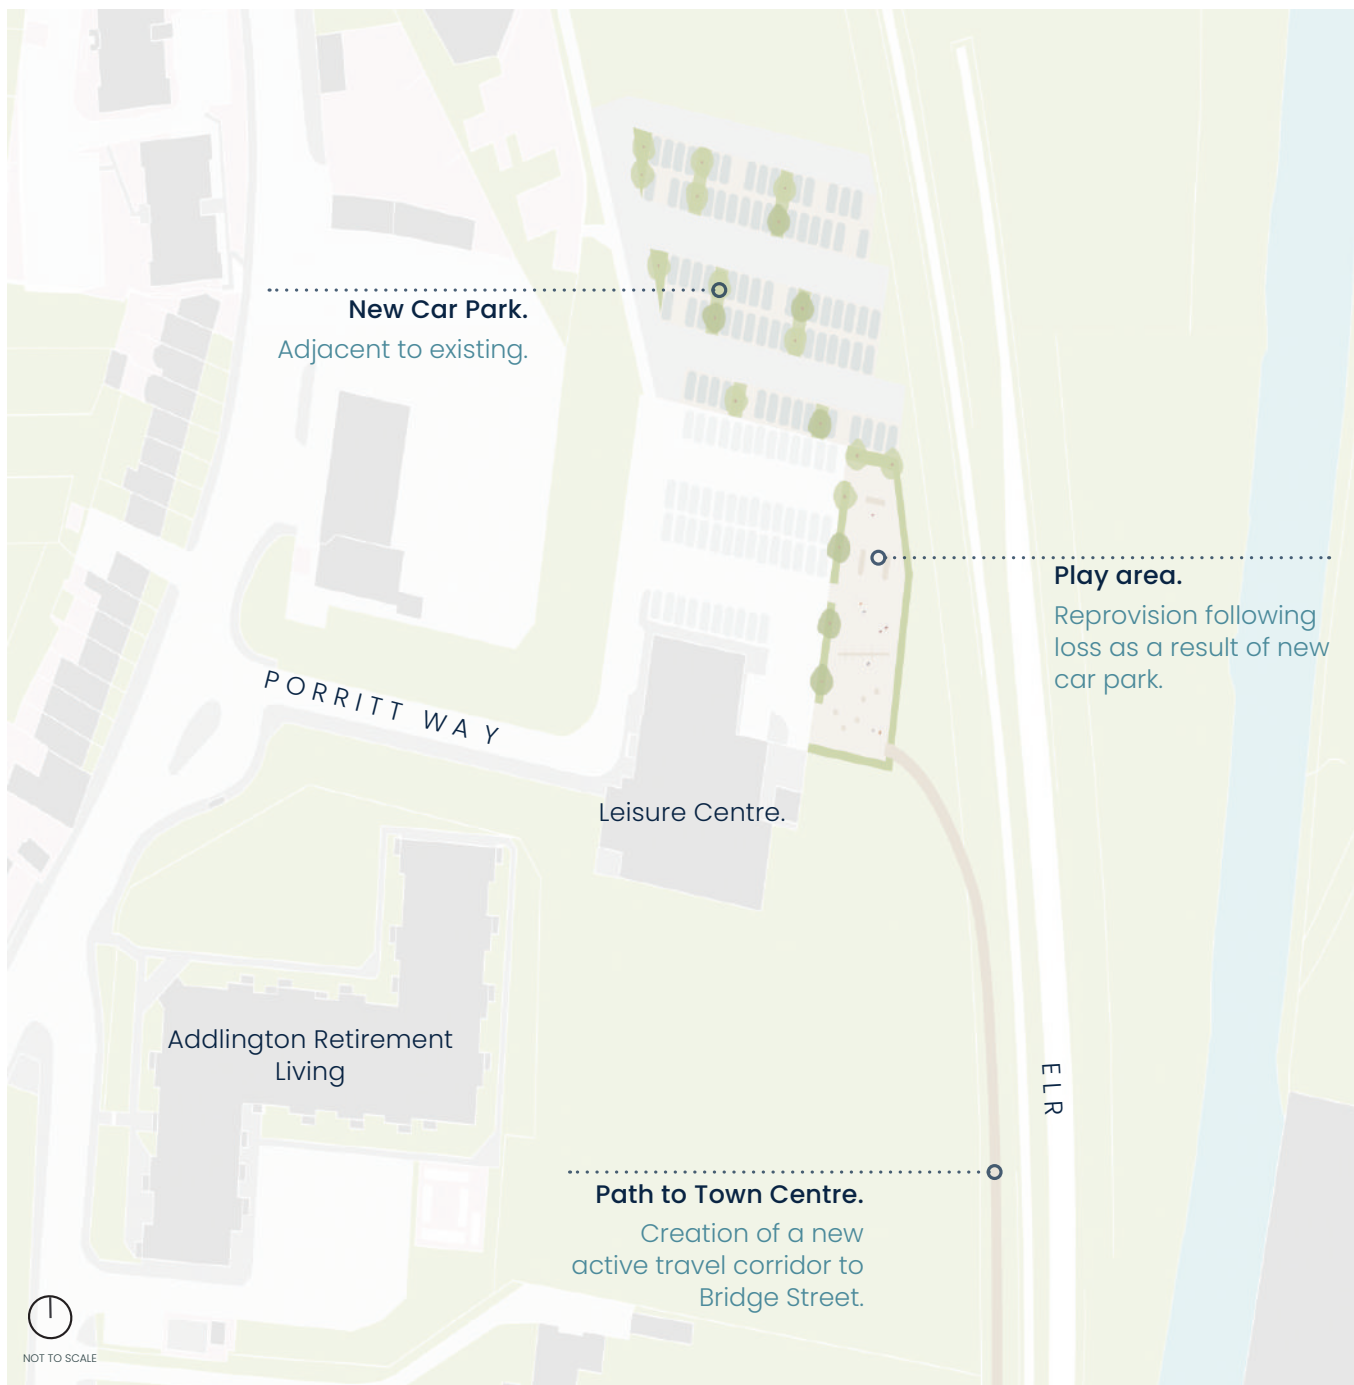 New Car Park.
Adjacent to existing.
Play area.
Reprovision following
loss as a result of new
car park.
PORRITT WAY
Leisure Centre.
Addlington Retirement
Living
ELR
Path to Town Centre.
Creation of a new
active travel corridor to
Bridge Street.
NOT TO SCALE